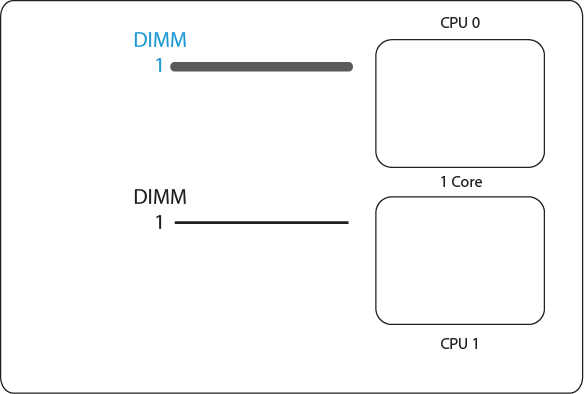 CPU 0
DIMM
1
1 Core
DIMM
1
CPU 1